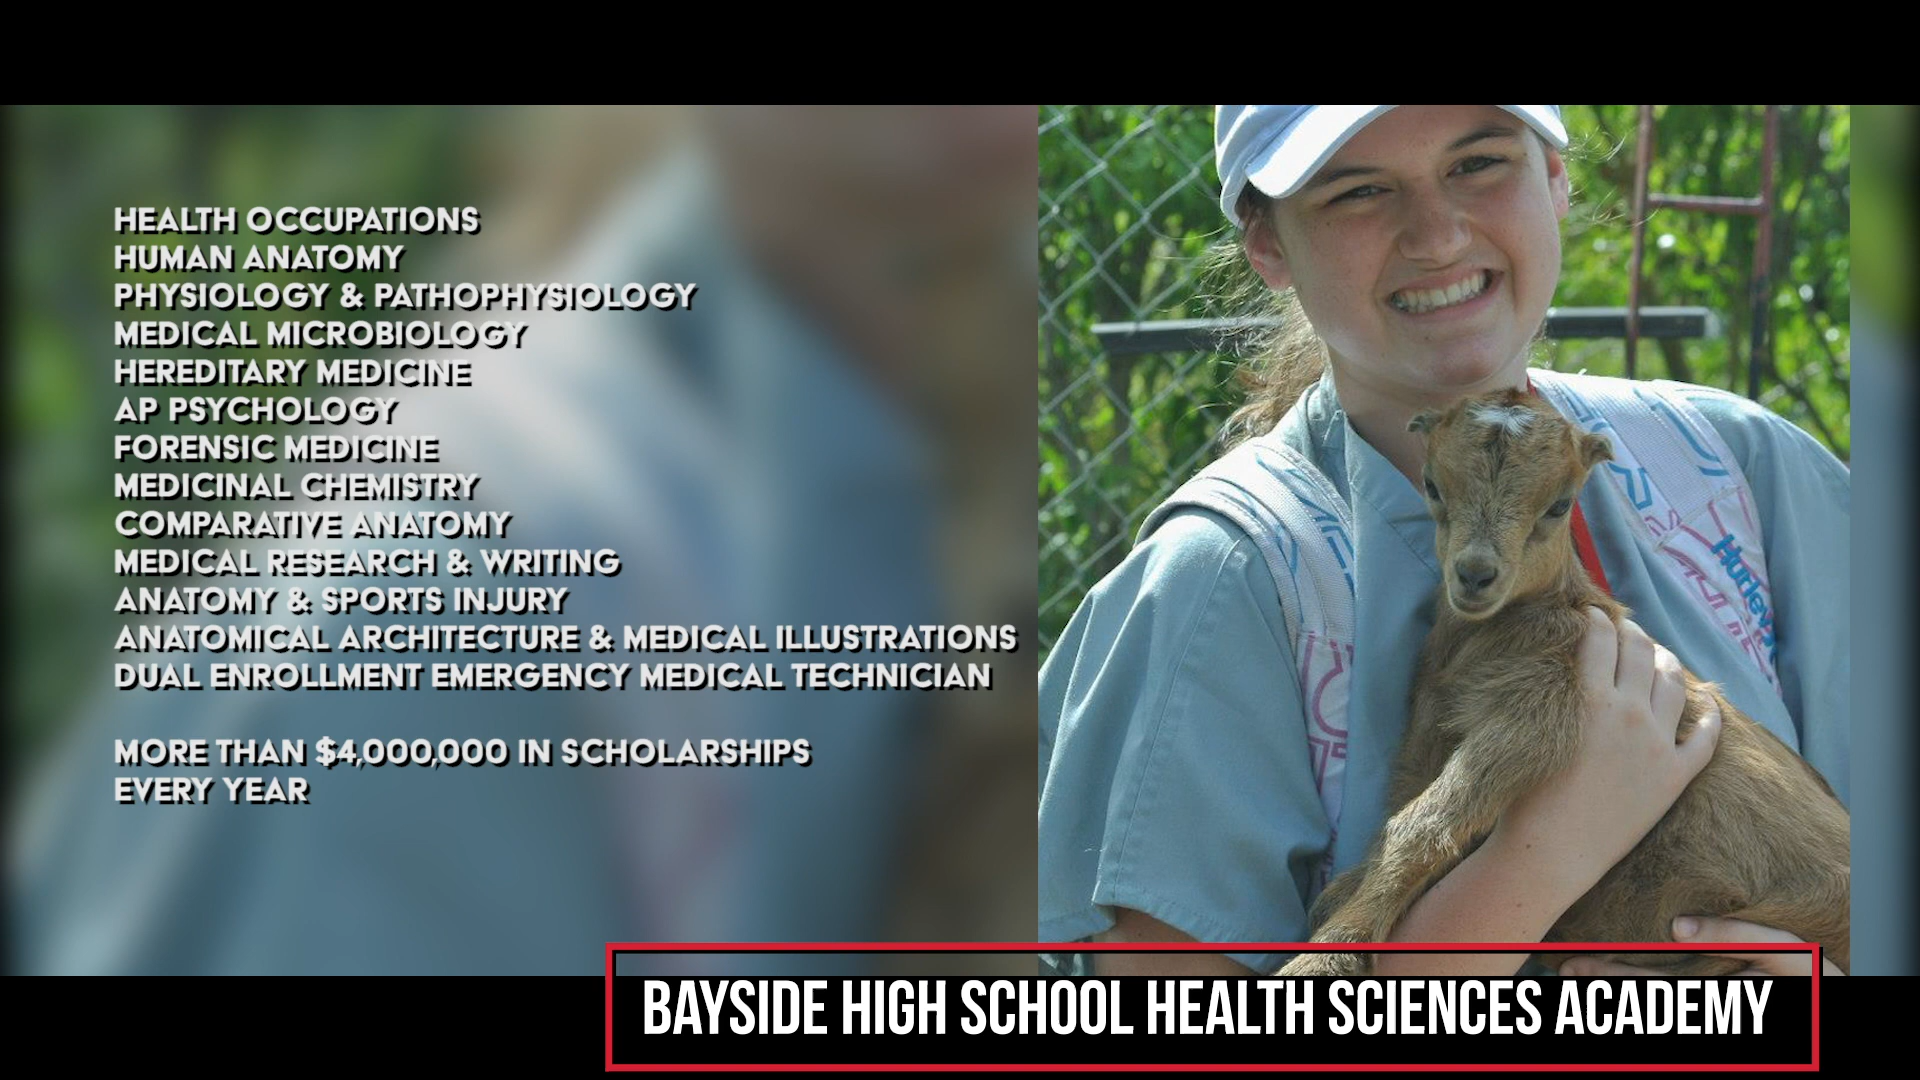 HEALTH OCCUPATIONS
HUMAN ANATOMY
PHYSIOLOGY & PATHOPHYSIOLOGY
MEDICAL MICROBIOLOGY
HEREDITARY MEDICINE
AP PSYCHOLOGY
FORENSIC MEDICINE
MEDICINAL CHEMISTRY
COMPARATIVE ANATOMY
MEDICAL RESEARCH & WRITING
ANATOMY & SPORTS INJURY
ANATOMICAL ARCHITECTURE & MEDICAL ILLUSTRATIONS
DUAL ENROLLMENT EMERGENCY MEDICAL TECHNICIAN
MORE THAN $4,000,000 IN SCHOLARSHIPS
EVERY YEAR
Hurley
BAYSIDE HIGH SCHOOL HEALTH SCIENCES ACADEMY